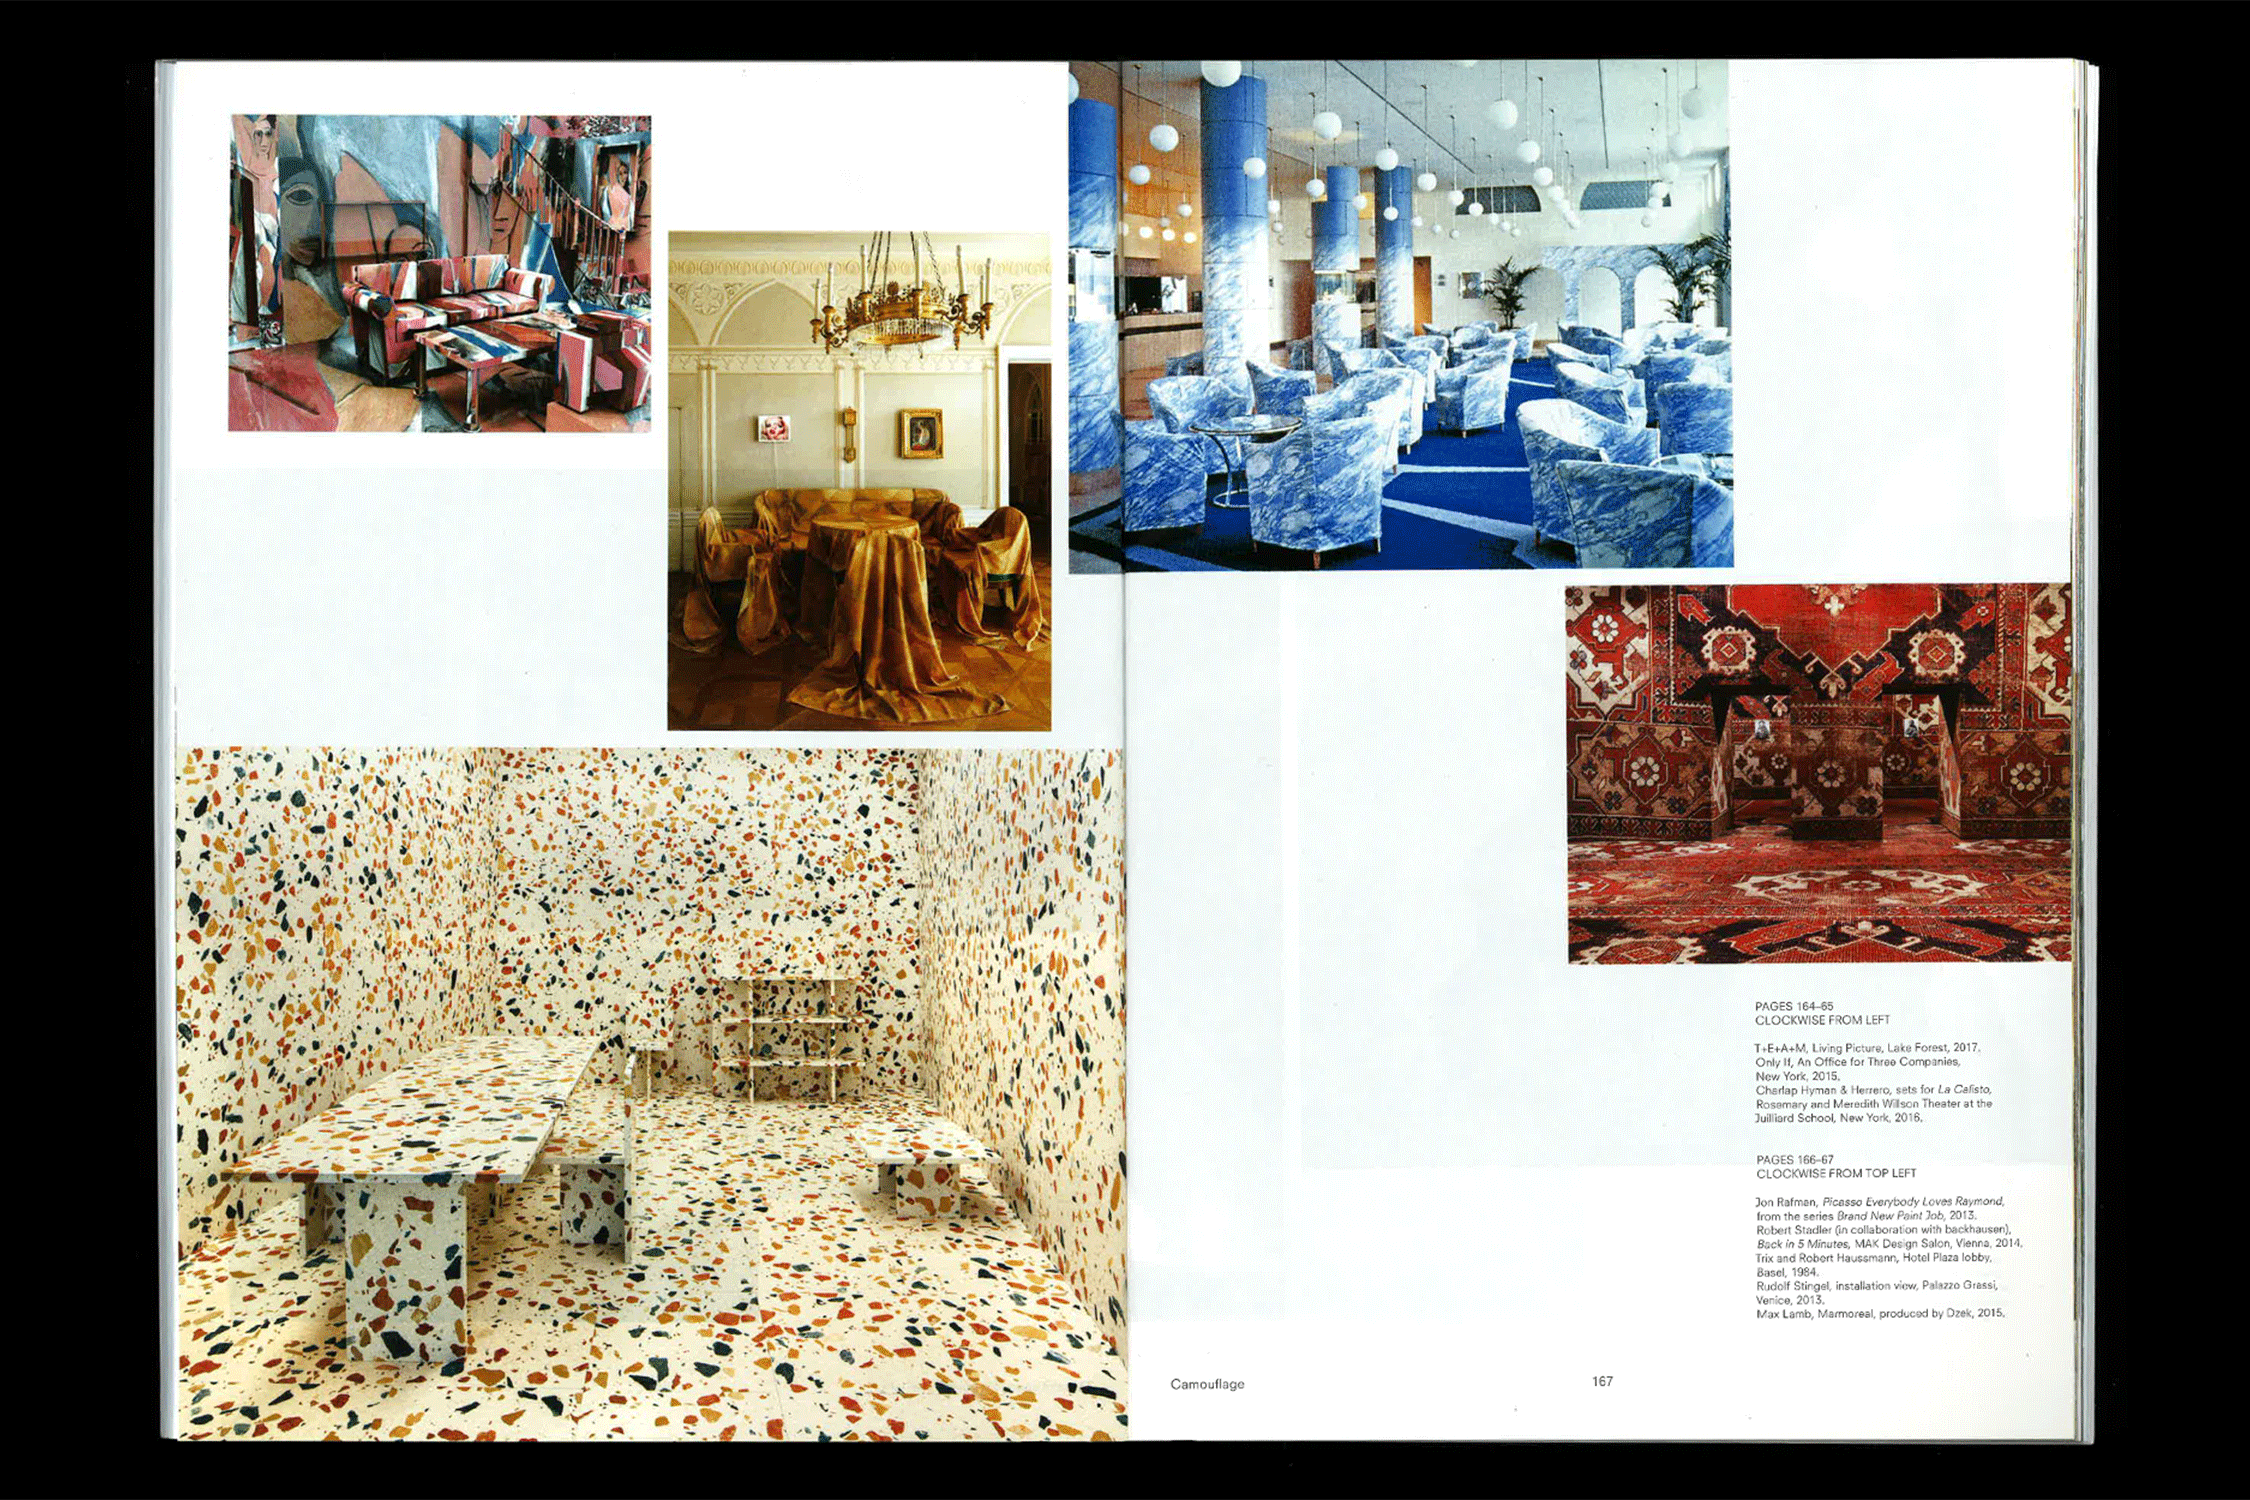 PAGES 164–65
CLOCKWISE FROM LEFT
T+E+A+M, Living Picture, Lake Forest, 2017.
Only If, An Office for Three Companies,
New York, 2015.
Charlap Hyman & Herrero, sets for La Calisto,
Rosemary and Meredith Willson Theater at the
Juilliard School, New York, 2016.
PAGES 166–67
CLOCKWISE FROM TOP LEFT
Jon Rafman, Picasso Everybody Loves Raymond,
from the series Brand New Paint Job, 2013.
Robert Stadler (in collaboration with backhausen),
Back in 5 Minutes, MAK Design Salon, Vienna, 2014.
Trix and Robert Haussmann, Hotel Plaza lobby,
Basel, 1984.
Rudolf Stingel, installation view, Palazzo Grassi,
Venice, 2013.
Max Lamb, Marmoreal, produced by Dzek, 2015.
Camouflage
167